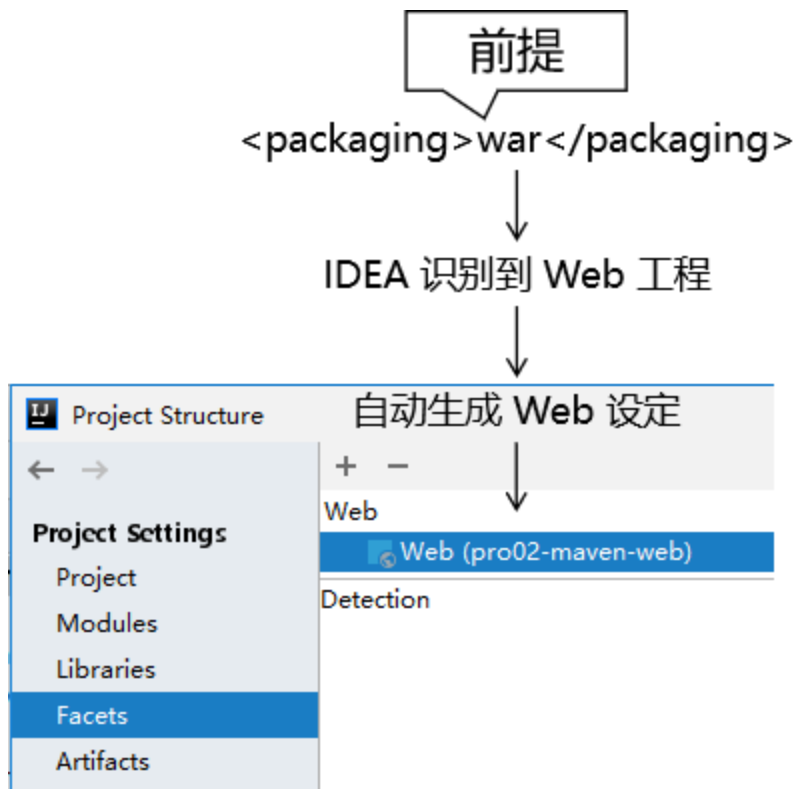 前提
<packaging>war</packaging>
IDEA 识别到 Web 工程
自动生成 Web 设定
Project Structure
Project Settings
Project
Modules
Libraries
Facets
Artifacts
Web
Web (pro02-maven-web)
Detection